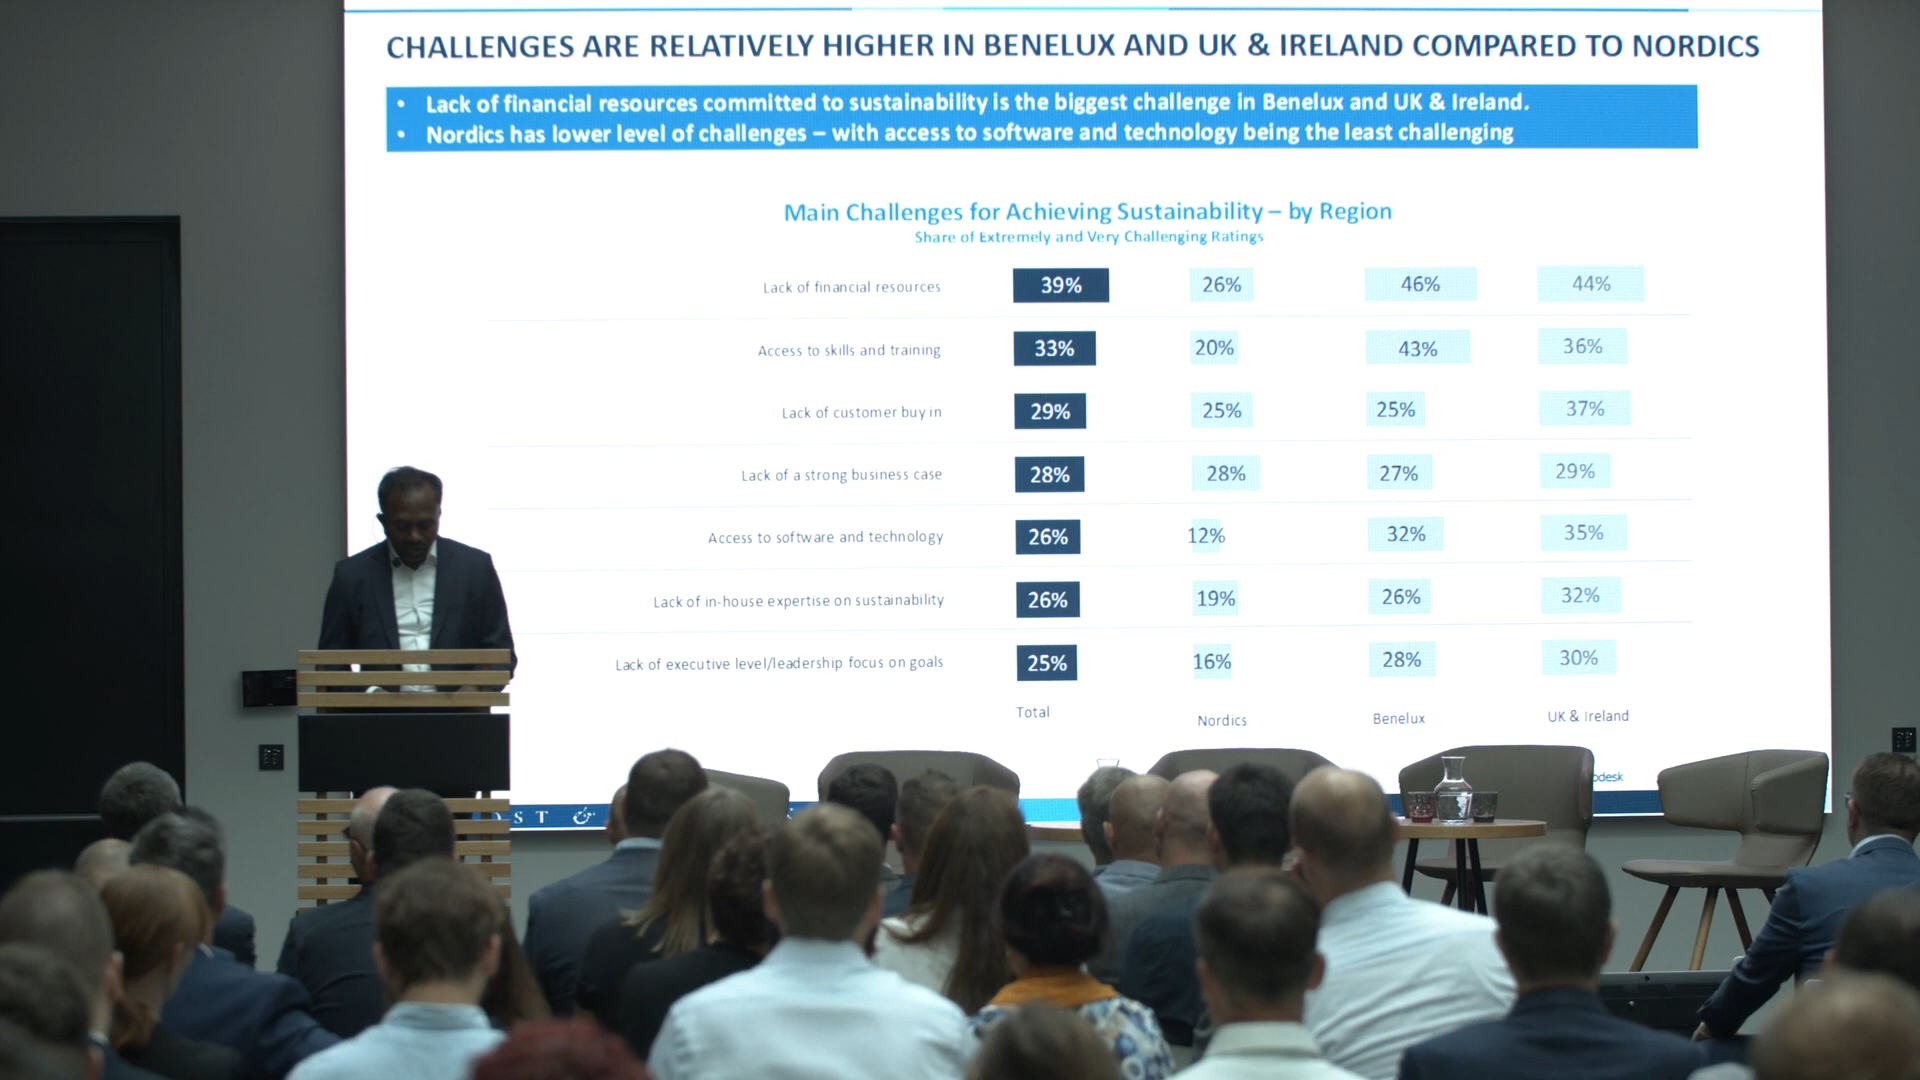 CHALLENGES ARE RELATIVELY HIGHER IN BENELUX AND UK & IRELAND COMPARED TO NORDICS
• Lack of financial resources committed to sustainability is the biggest challenge in Benelux and UK & Ireland.
• Nordics has lower level of challenges – with access to software and technology being the least challenging
Main Challenges for Achieving Sustainability – by Region
Share of Extremely and Very Challenging Ratings
Lack of financial resources 39% 26% 46% 44%
Access to skills and training 33% 20% 43% 36%
Lack of customer buy in 29% 25% 25% 37%
Lack of a strong business case 28% 28% 27% 29%
Access to software and technology 26% 12% 32% 35%
Lack of in-house expertise on sustainability 26% 19% 26% 32%
Lack of executive level/leadership focus on goals 25% 16% 28% 30%
Total Nordics Benelux UK & Ireland